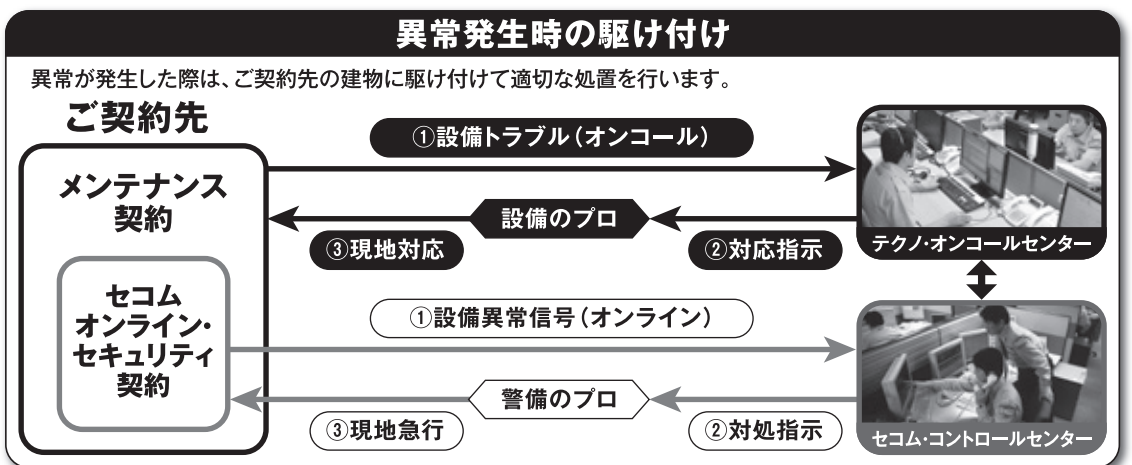 異常発生時の駆け付け
異常が発生した際は、ご契約先の建物に駆け付けて適切な処置を行います。
ご契約先
メンテナンス
契約
セコム
オンライン・
セキュリティ
契約
①設備トラブル(オンコール)
設備のプロ
③現地対応
②対応指示
テクノ・オンコールセンター
①設備異常信号(オンライン)
警備のプロ
③現地急行
②対処指示
セコム・コントロールセンター